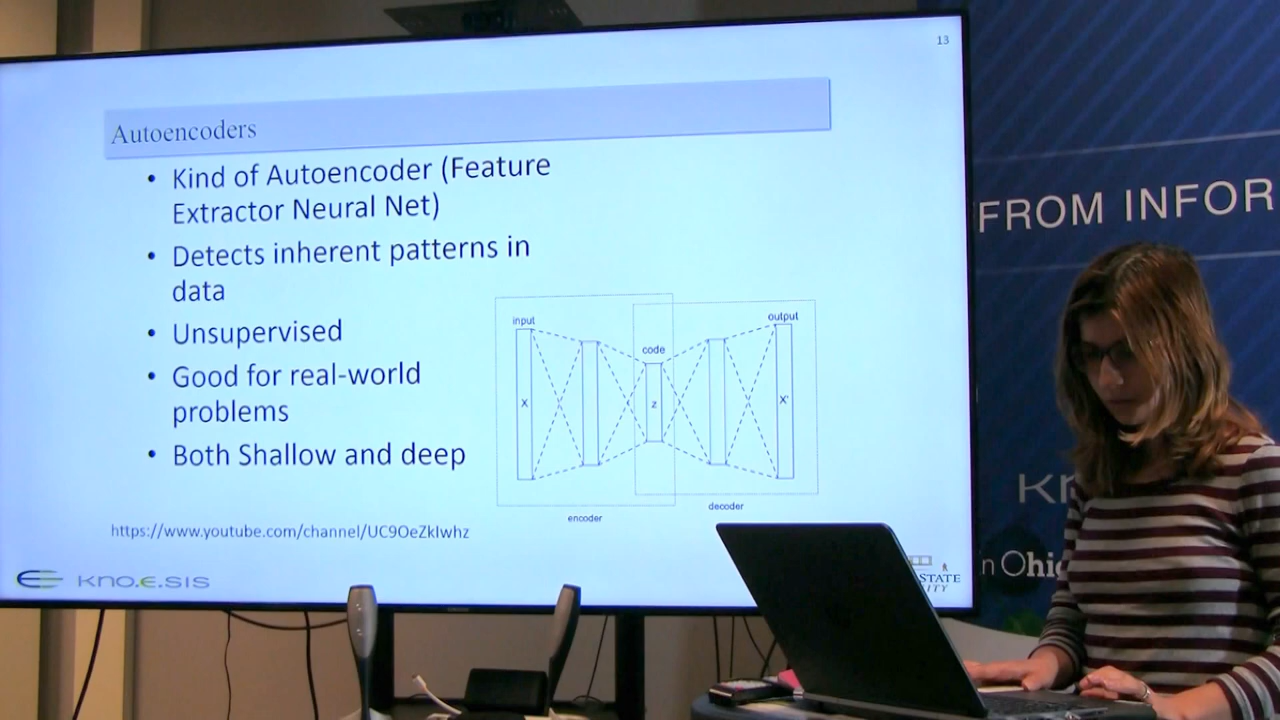 13
Autoencoders
• Kind of Autoencoder (Feature
Extractor Neural Net)
• Detects inherent patterns in
data
• Unsupervised
• Good for real-world
problems
• Both Shallow and deep
input
code
output
X
z
X'
encoder
decoder
https://www.youtube.com/channel/UC9OeZkIwhz
kno.e.sis
STATE
FROM INFOR